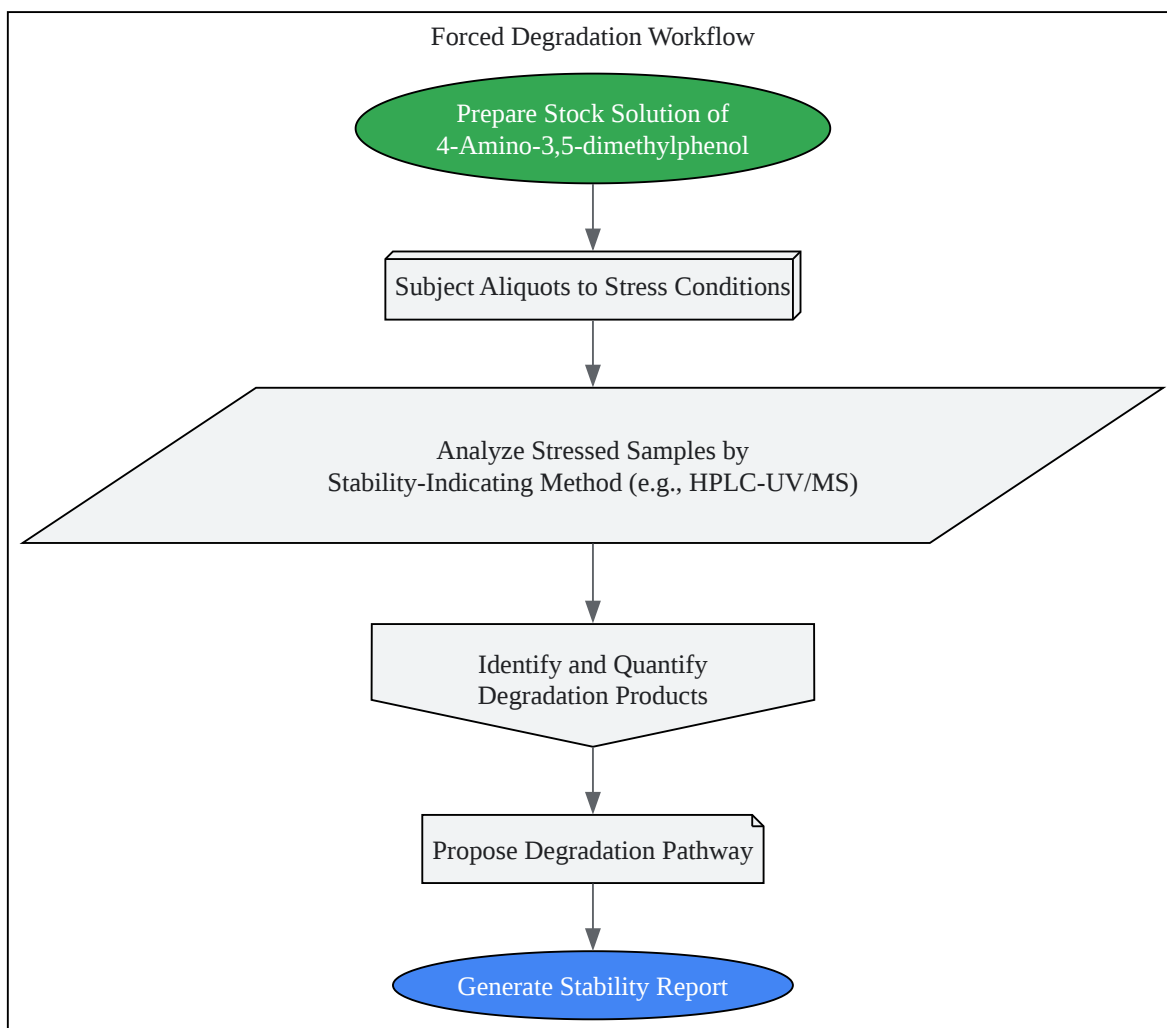 Forced Degradation Workflow
Prepare Stock Solution of
4-Amino-3,5-dimethylphenol
Subject Aliquots to Stress Conditions
Analyze Stressed Samples by
Stability-Indicating Method (e.g., HPLC-UV/MS)
Identify and Quantify
Degradation Products
Propose Degradation Pathway
Generate Stability Report